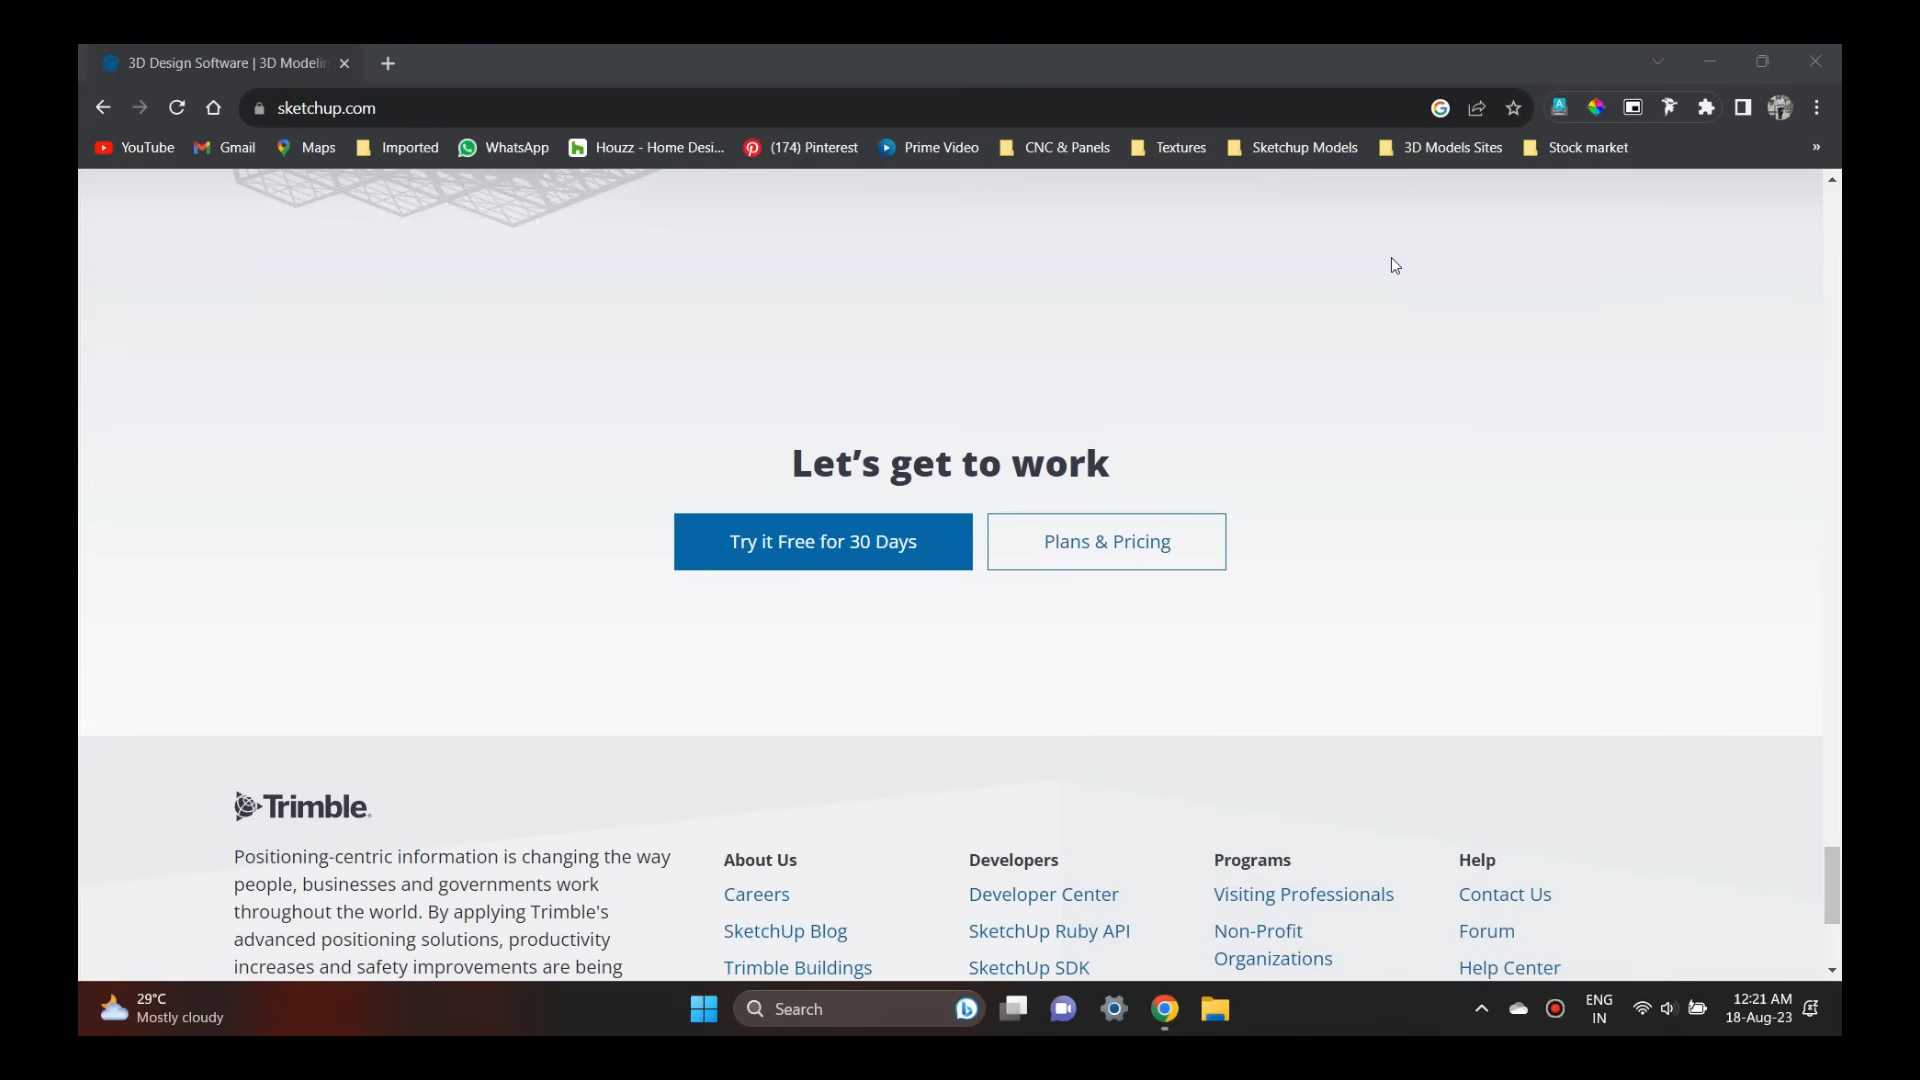 3D Design Software | 3D Modelin
sketchup.com
YouTube Gmail Maps Imported WhatsApp Houzz - Home Desi... (174) Pinterest Prime Video CNC & Panels Textures Sketchup Models 3D Models Sites Stock market »
Let's get to work
Try it Free for 30 Days Plans & Pricing
Trimble
Positioning-centric information is changing the way
people, businesses and governments work
throughout the world. By applying Trimble's
advanced positioning solutions, productivity
increases and safety improvements are being
About Us
Careers
SketchUp Blog
Trimble Buildings
Developers
Developer Center
SketchUp Ruby API
SketchUp SDK
Programs
Visiting Professionals
Non-Profit
Organizations
Help
Contact Us
Forum
Help Center
29°C
Mostly cloudy
Search
ENG
IN
12:21 AM
18-Aug-23